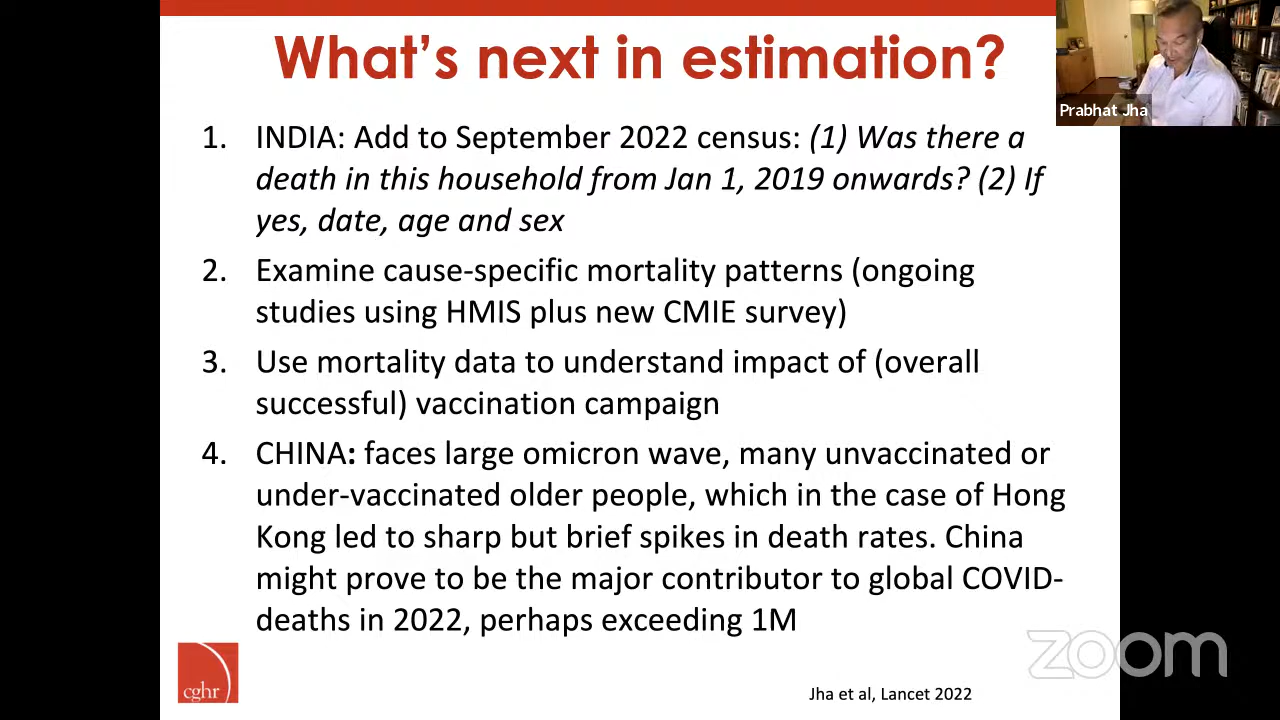 What's next in estimation?
Prabhat Jha
1. INDIA: Add to September 2022 census: (1) Was there a
death in this household from Jan 1, 2019 onwards? (2) If
yes, date, age and sex
2. Examine cause-specific mortality patterns (ongoing
studies using HMIS plus new CMIE survey)
3. Use mortality data to understand impact of (overall
successful) vaccination campaign
4. CHINA: faces large omicron wave, many unvaccinated or
under-vaccinated older people, which in the case of Hong
Kong led to sharp but brief spikes in death rates. China
might prove to be the major contributor to global COVID-
deaths in 2022, perhaps exceeding 1M
cghr
zoom
Jha et al, Lancet 2022